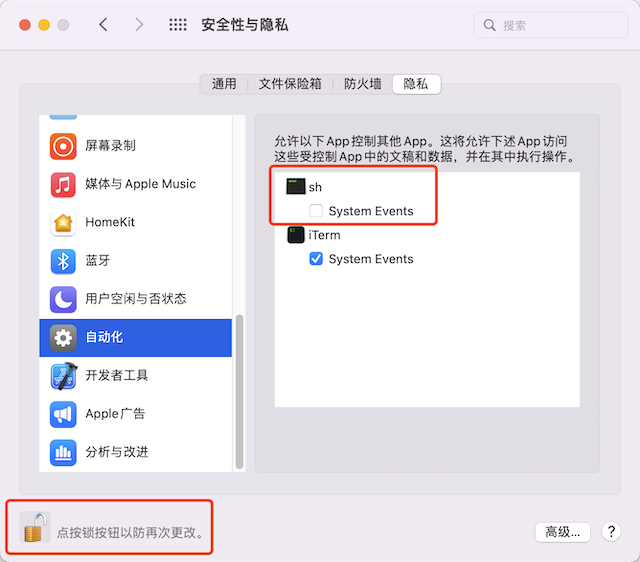 安全性与隐私
搜索
通用 文件保险箱 防火墙 隐私
屏幕录制
媒体与 Apple Music
HomeKit
蓝牙
用户空闲与否状态
自动化
开发者工具
Apple广告
分析与改进
允许以下App控制其他App。这将允许下述App访问
这些受控制App中的文稿和数据，并在其中执行操作。
sh
System Events
iTerm
System Events
点按锁按钮以防再次更改。
高级... ?